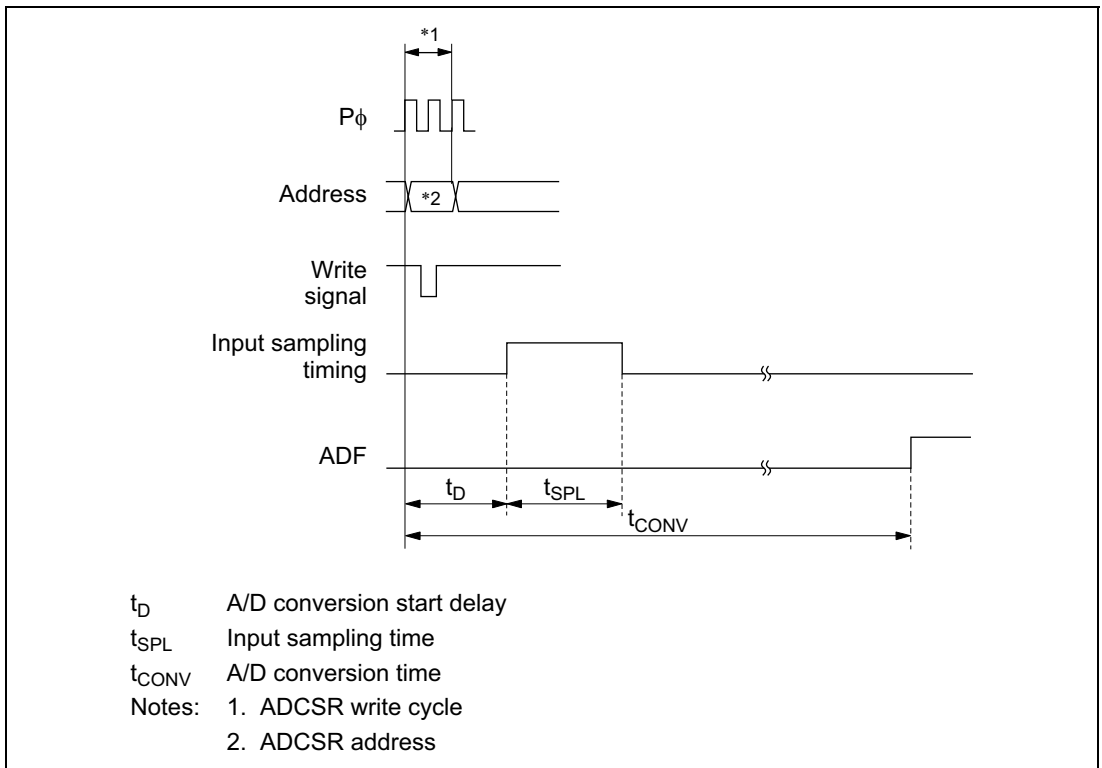 *1
Pϕ
Address
*2
Write
signal
Input sampling
timing
ADF
tD
tSPL
tCONV
tD A/D conversion start delay
tSPL Input sampling time
tCONV A/D conversion time
Notes: 1. ADCSR write cycle
2. ADCSR address